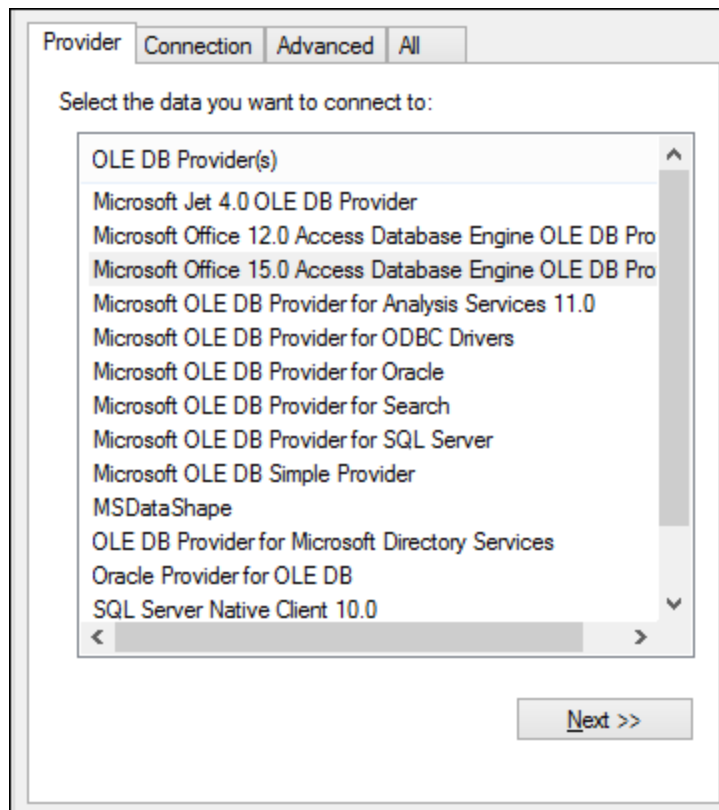 Provider Connection Advanced All
Select the data you want to connect to:
OLE DB Provider(s)
Microsoft Jet 4.0 OLE DB Provider
Microsoft Office 12.0 Access Database Engine OLE DB Pro
Microsoft Office 15.0 Access Database Engine OLE DB Pro
Microsoft OLE DB Provider for Analysis Services 11.0
Microsoft OLE DB Provider for ODBC Drivers
Microsoft OLE DB Provider for Oracle
Microsoft OLE DB Provider for Search
Microsoft OLE DB Provider for SQL Server
Microsoft OLE DB Simple Provider
MSDataShape
OLE DB Provider for Microsoft Directory Services
Oracle Provider for OLE DB
SQL Server Native Client 10.0
Next >>